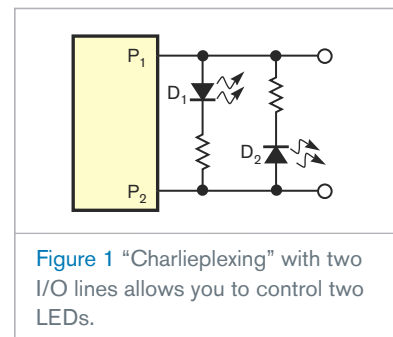 P1
D1
D2
P2
Figure 1 “Charlieplexing” with two
I/O lines allows you to control two
LEDs.